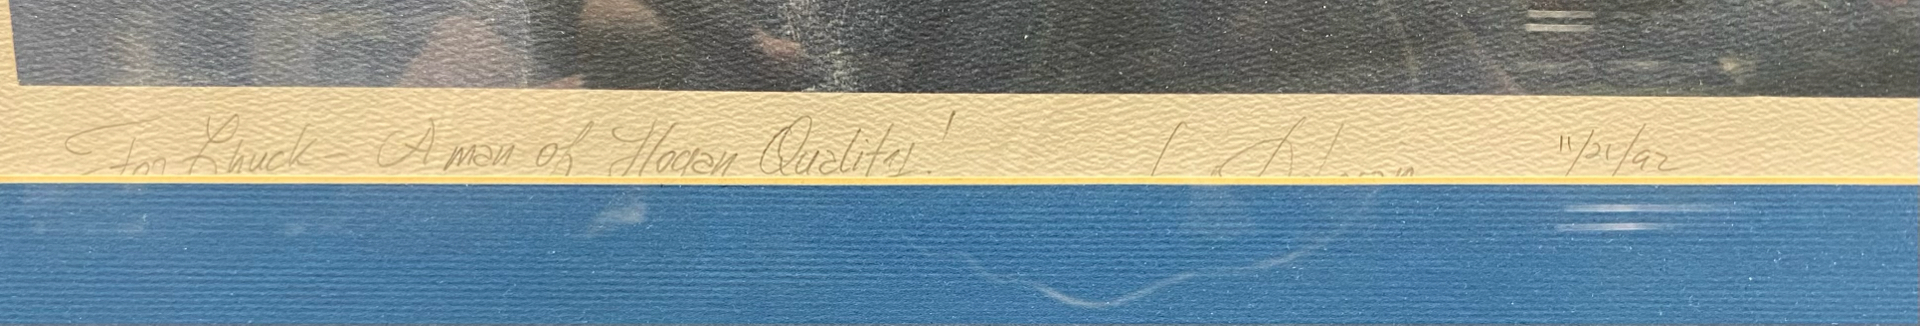 For Chuck - A man of Hogan Quality! 11/21/92